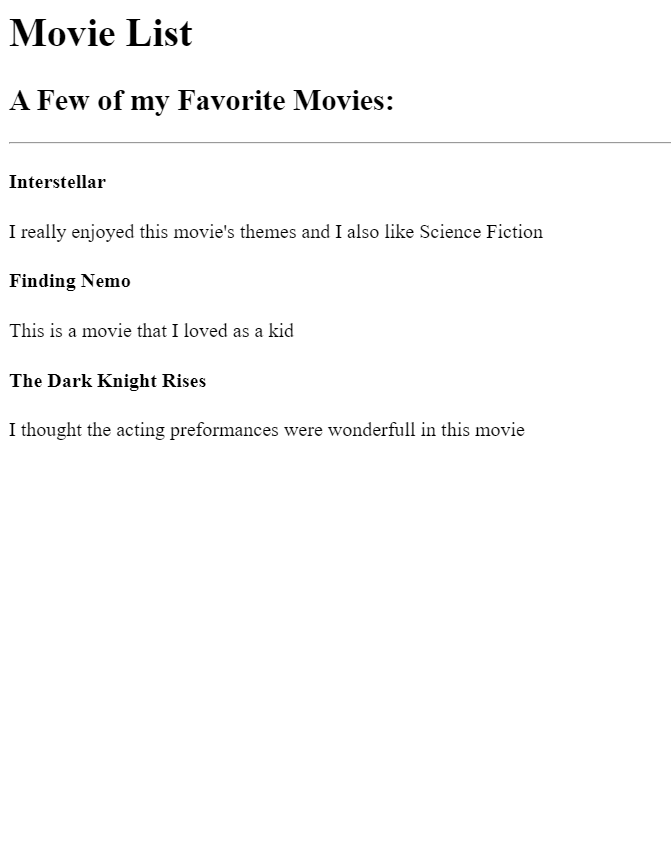 Movie List
A Few of my Favorite Movies:
Interstellar
I really enjoyed this movie's themes and I also like Science Fiction
Finding Nemo
This is a movie that I loved as a kid
The Dark Knight Rises
I thought the acting preformances were wonderfull in this movie